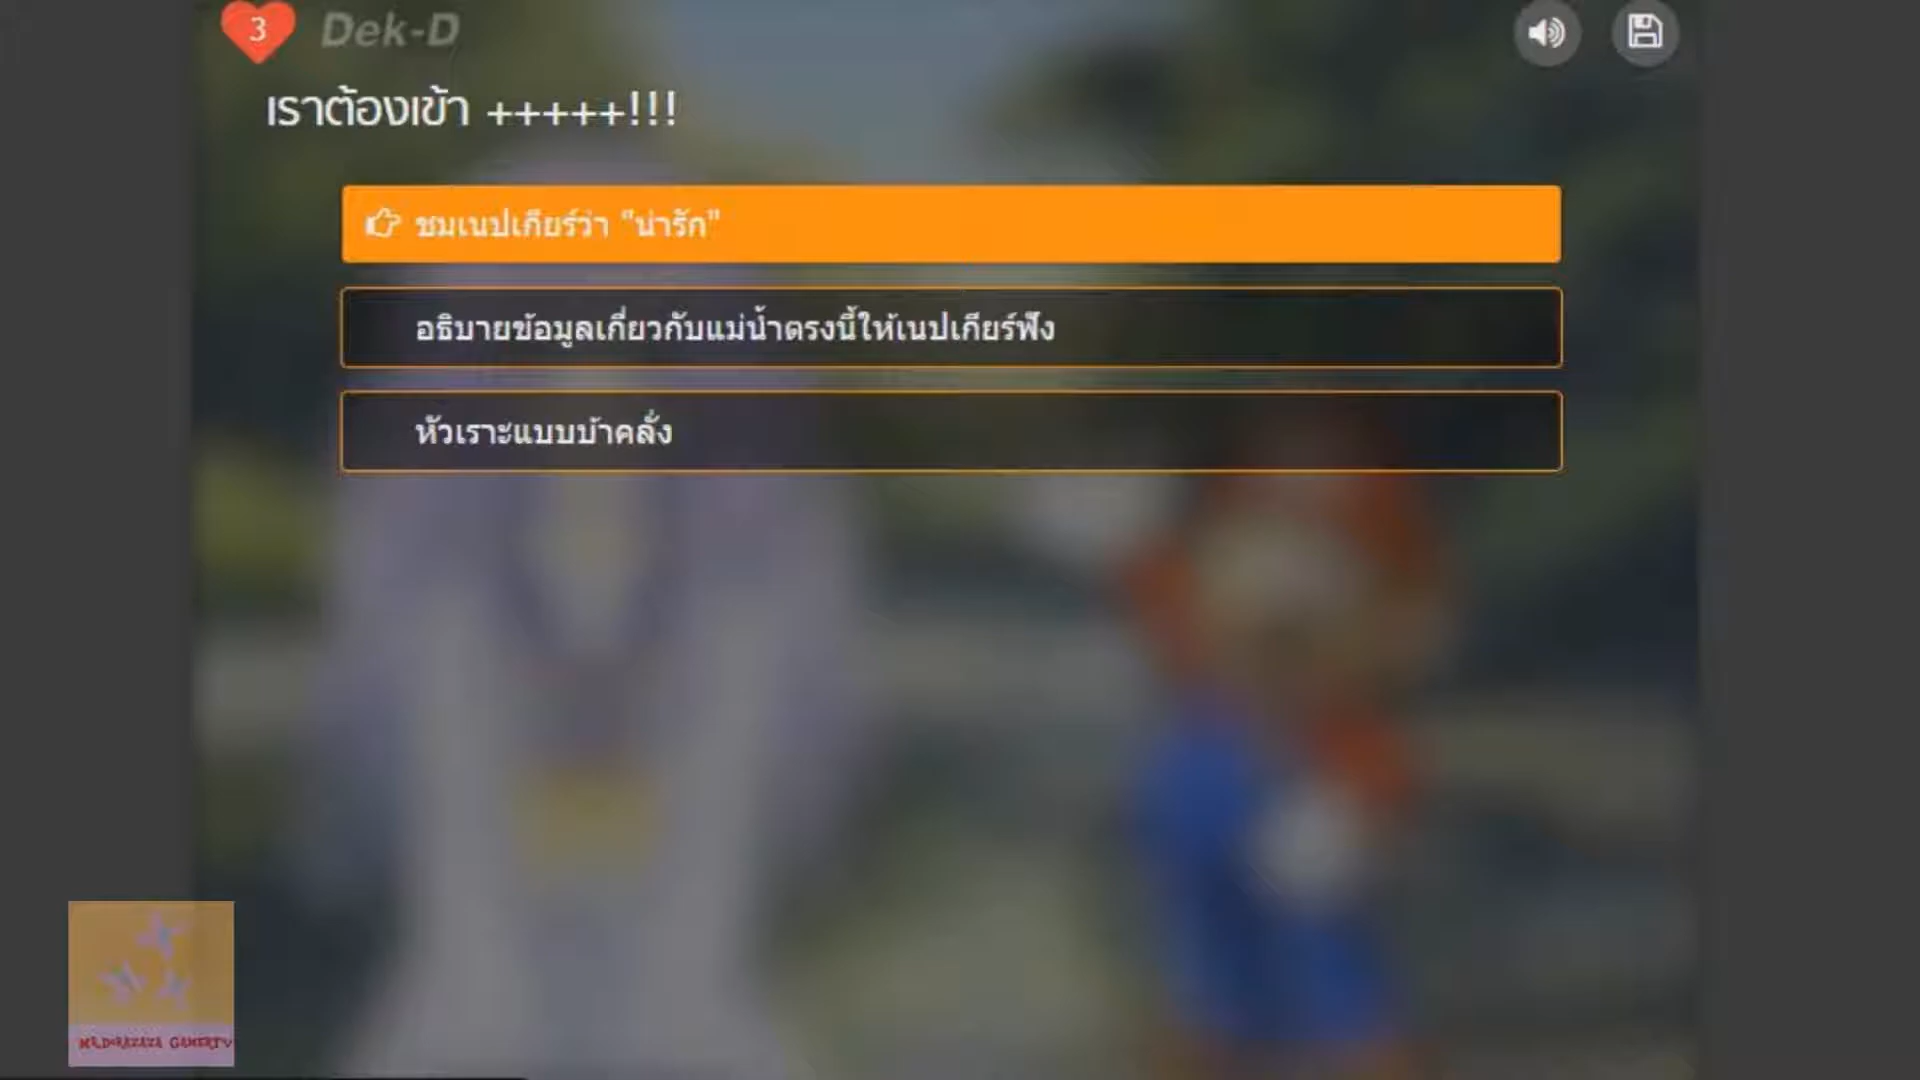 3 Dek-D
เราต้องเข้า +++++!!!
ชมเนปเกียร์ว่า "น่ารัก"
อธิบายข้อมูลเกี่ยวกับแม่น้ำตรงนี้ให้เนปเกียร์ฟัง
หัวเราะแบบบ้าคลั่ง
GAMERTV